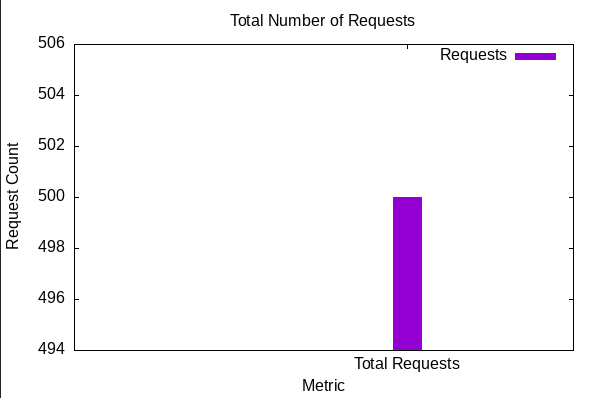 Total Number of Requests
506
504
502
500
498
496
494
Request Count
Requests
Total Requests
Metric